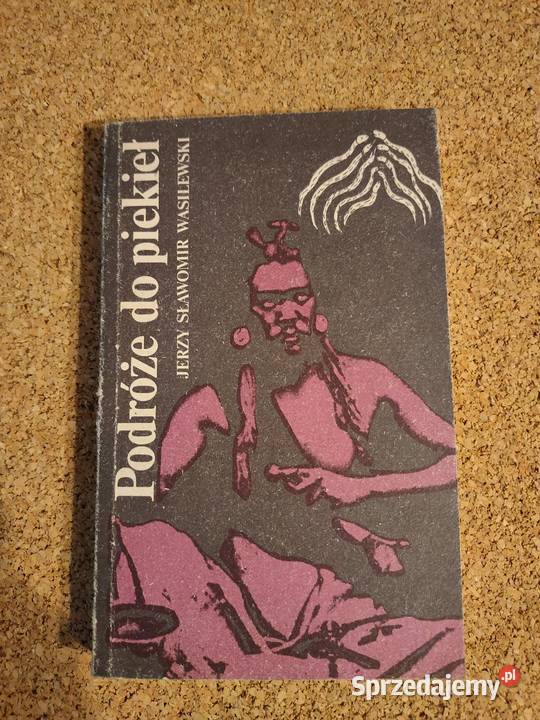 Podróże do piekieł
JERZY SŁAWOMIR WASILEWSKI
Sprzedajemy.pl